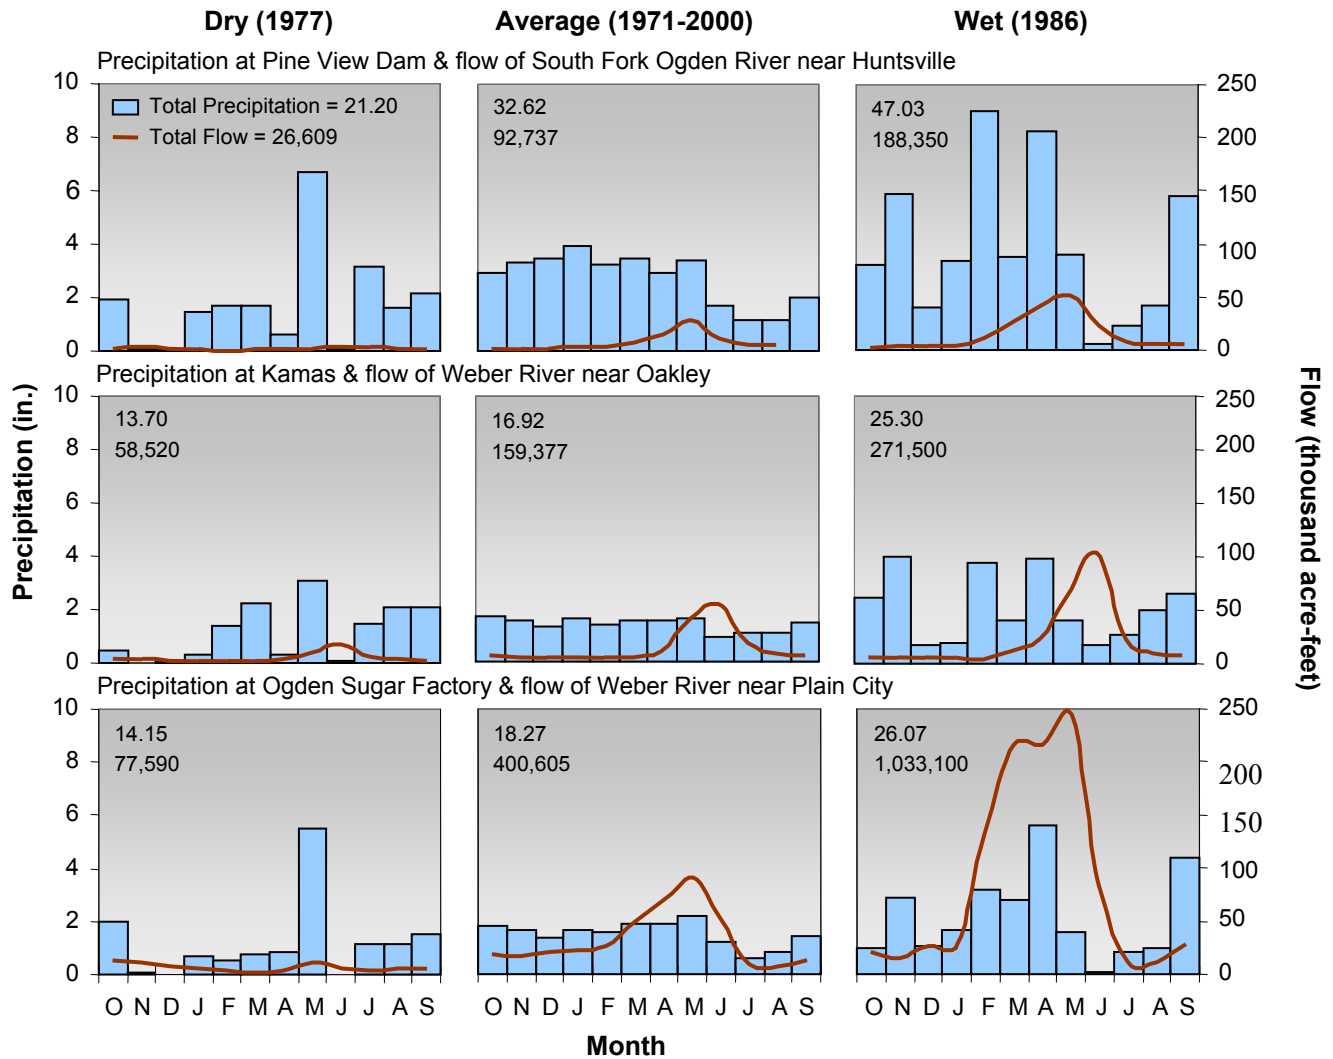 Dry (1977) Average (1971-2000) Wet (1986)
Precipitation at Pine View Dam & flow of South Fork Ogden River near Huntsville
10 250
Total Precipitation = 21.20 32.62 47.03
Total Flow = 26,609 92,737 188,350
8 200
6 150
4 100
2 50
0 0
Precipitation at Kamas & flow of Weber River near Oakley
10 250
13.70 16.92 25.30
58,520 159,377 271,500
8 200
6 150
4 100
2 50
0 0
Precipitation (in.)
Flow (thousand acre-feet)
Precipitation at Ogden Sugar Factory & flow of Weber River near Plain City
10 250
14.15 18.27 26.07
77,590 400,605 1,033,100
8 200
6 150
4 100
2 50
0 0
O N D J F M A M J J A S O N D J F M A M J J A S O N D J F M A M J J A S
Month